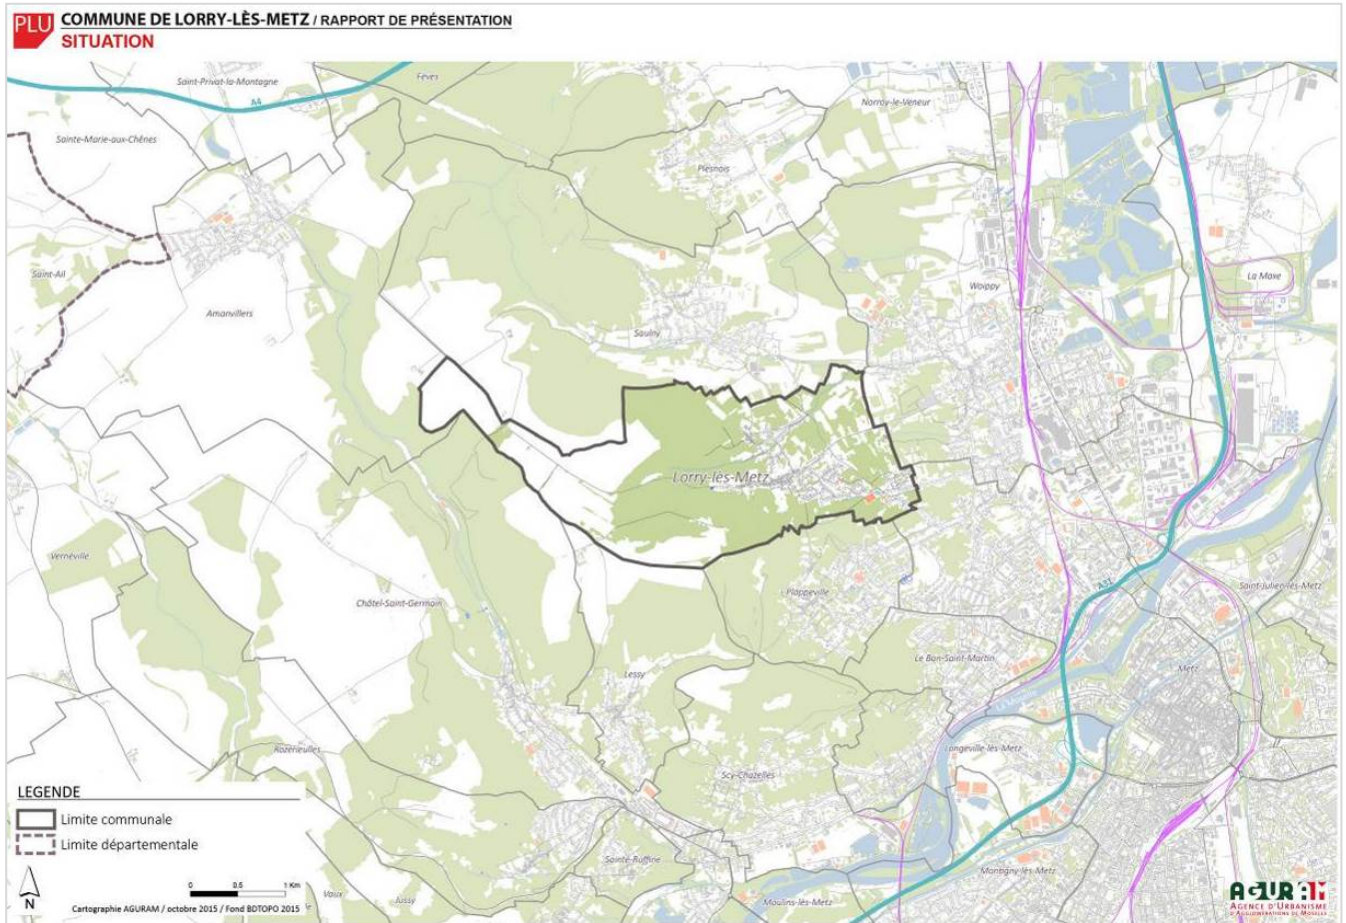 PLU COMMUNE DE LORRY-LÈS-METZ / RAPPORT DE PRÉSENTATION
SITUATION
Saint-Privat-la-Montagne
Fèves
A4
Norroy-le-Veneur
Sainte-Marie-aux-Chênes
Plesnois
Saint-Ail
La Maxe
Woippy
Amanvillers
Saulny
Lorry-lès-Metz
Vernéville
A31
Saint-Julien-lès-Metz
Plappeville
Châtel-Saint-Germain
Le Ban-Saint-Martin
Metz
Lessy
La Moselle
Rozérieulles
Longeville-lès-Metz
Scy-Chazelles
LEGENDE
Limite communale
Limite départementale
Sainte-Ruffine
Montigny-lès-Metz
Vaux
Jussy
Moulins-lès-Metz
0 0.5 1 Km
N
Cartographie AGURAM / octobre 2015 / Fond BDTOPO 2015
AGURAM
AGENCE D'URBANISME
D'AGGLOMÉRATIONS DE MOSELLE